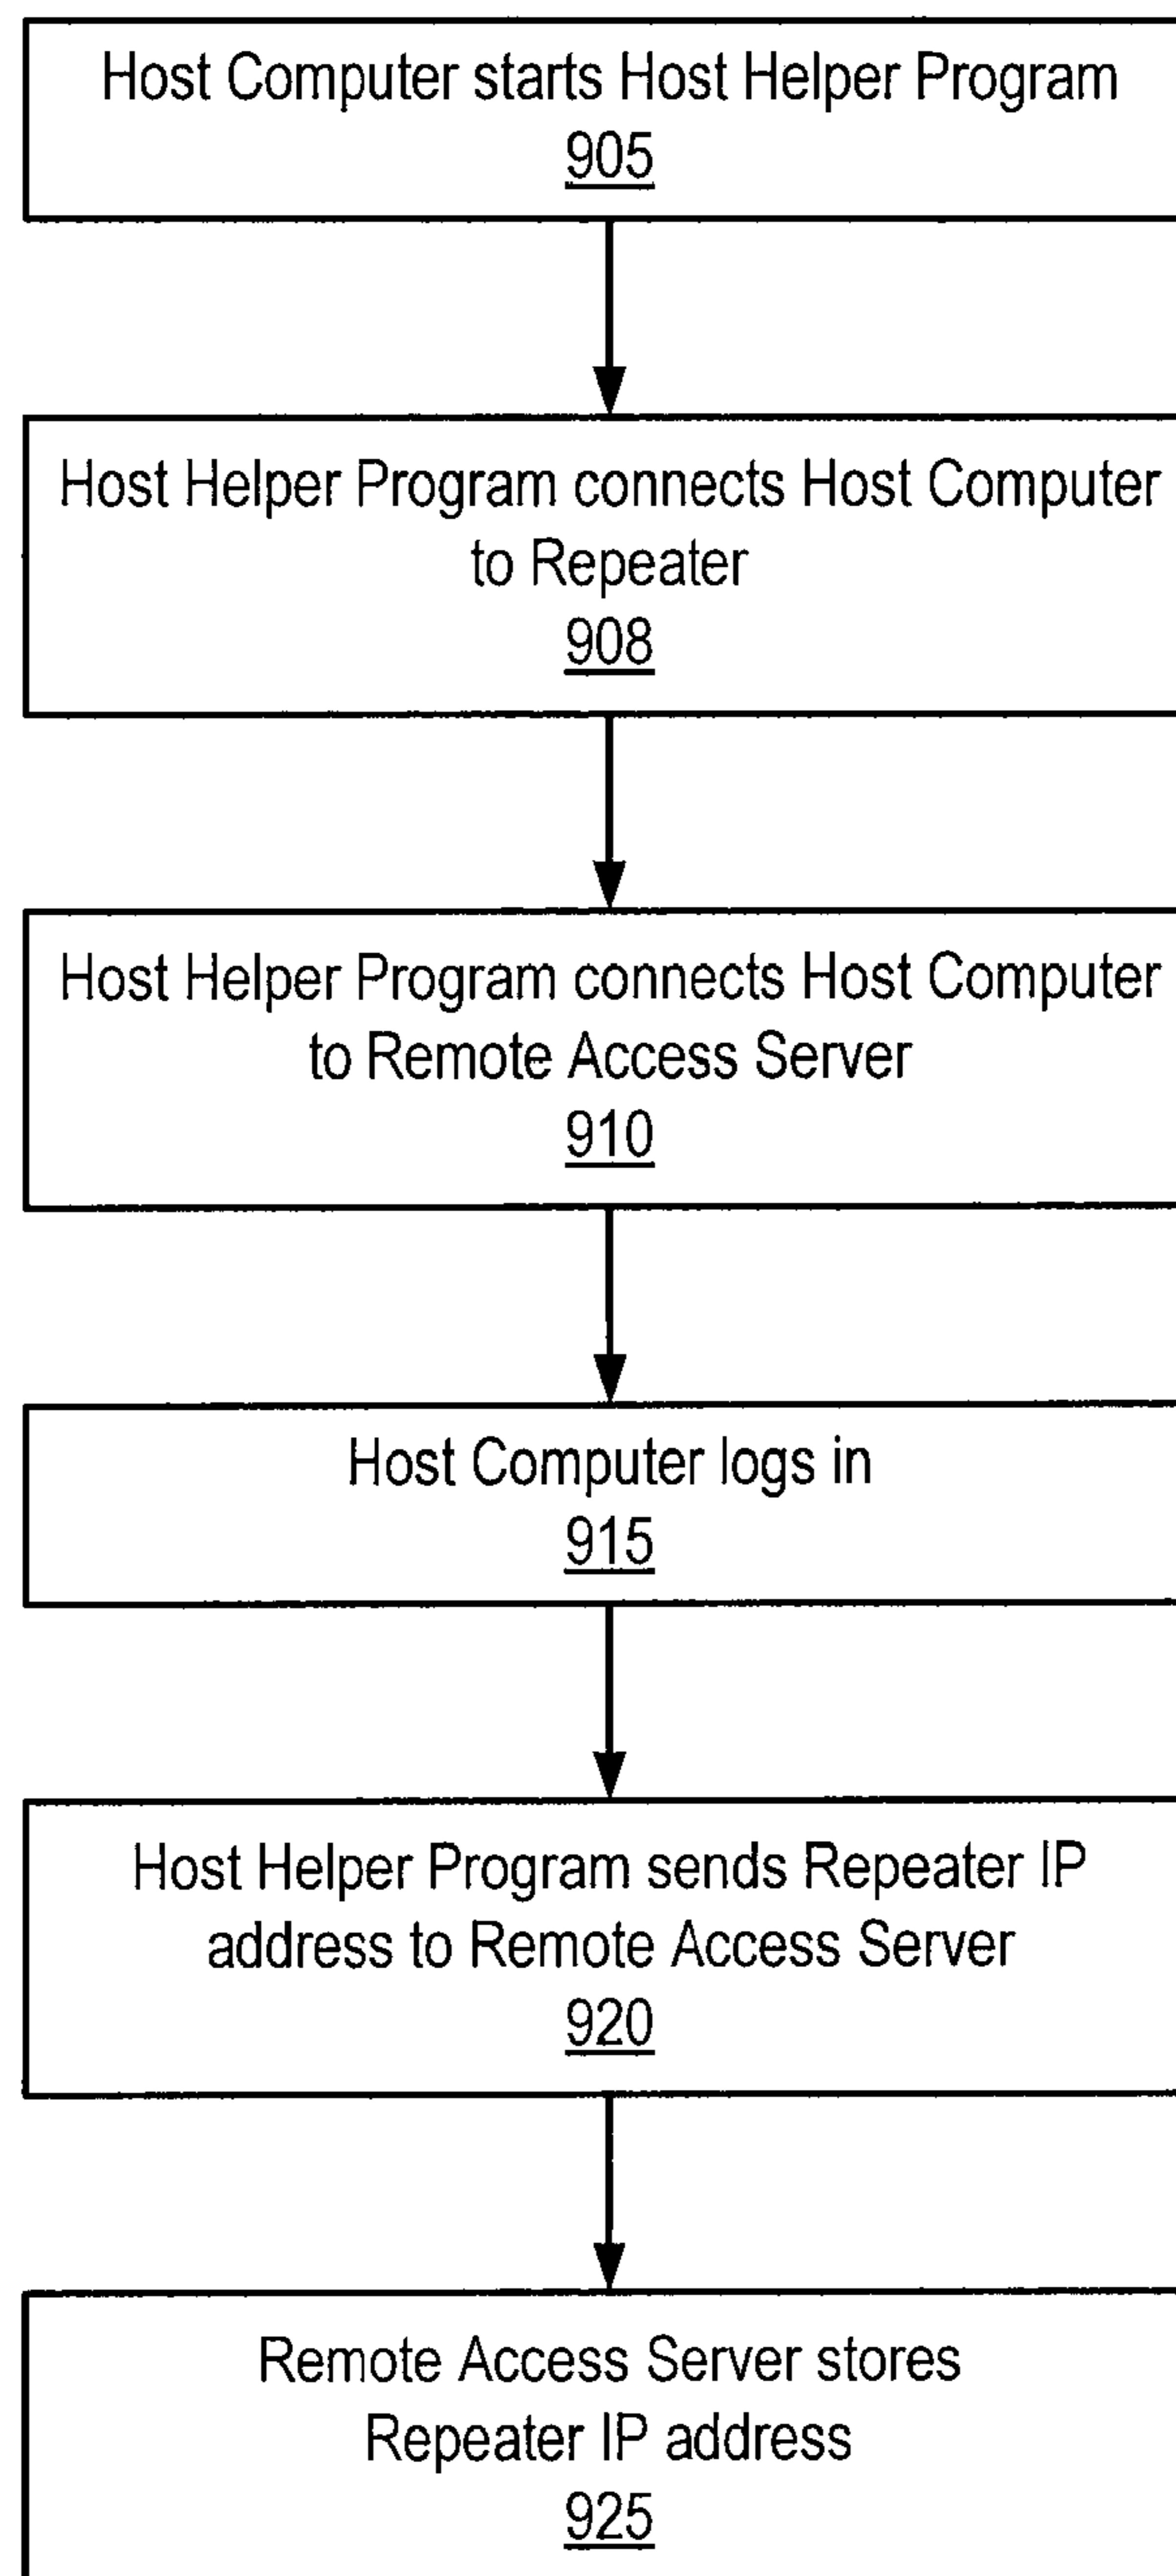 Host Computer starts Host Helper Program
905
Host Helper Program connects Host Computer
to Repeater
908
Host Helper Program connects Host Computer
to Remote Access Server
910
Host Computer logs in
915
Host Helper Program sends Repeater IP
address to Remote Access Server
920
Remote Access Server stores
Repeater IP address
925